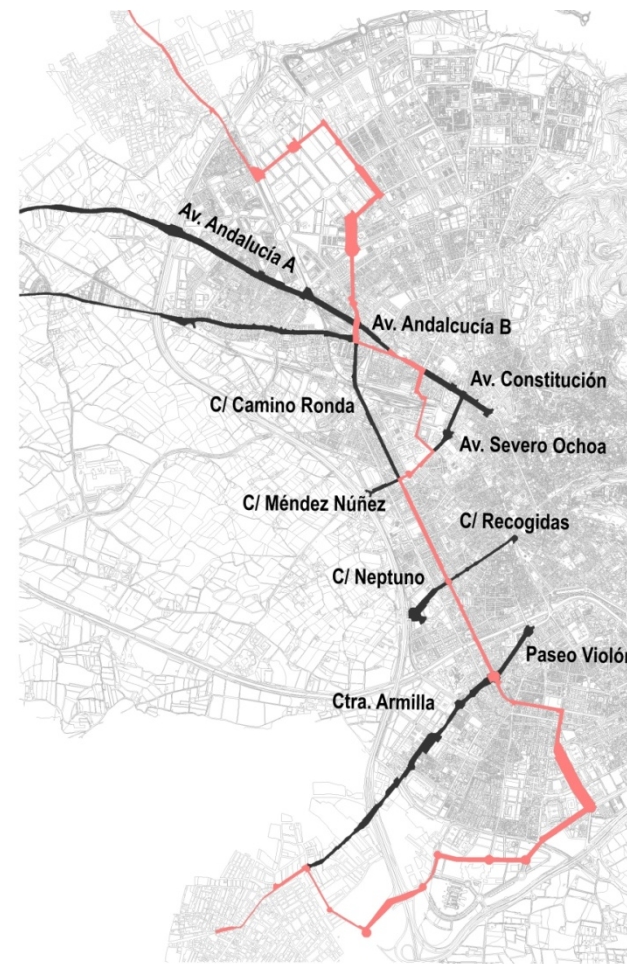 Av. Andalucía A
Av. Andalcucía B
Av. Constitución
C/ Camino Ronda
Av. Severo Ochoa
C/ Méndez Núñez
C/ Recogidas
C/ Neptuno
Paseo Violón
Ctra. Armilla